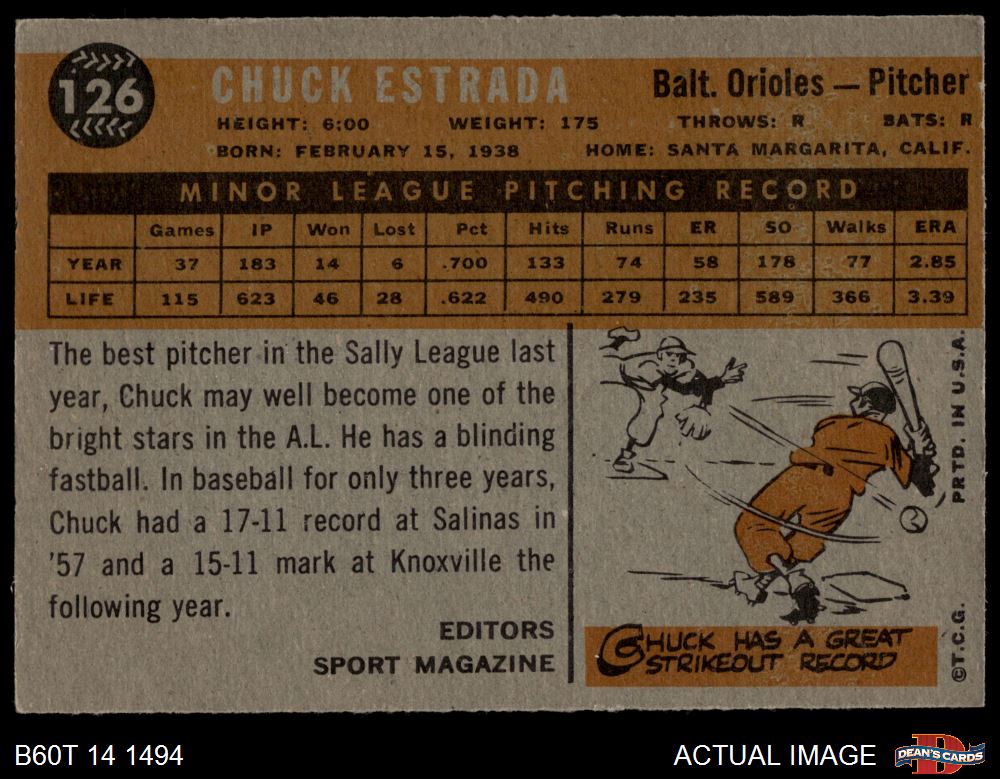 126
CHUCK ESTRADA
Balt. Orioles — Pitcher
HEIGHT: 6:00 WEIGHT: 175 THROWS: R BATS: R
BORN: FEBRUARY 15, 1938 HOME: SANTA MARGARITA, CALIF.
MINOR LEAGUE PITCHING RECORD
Games IP Won Lost Pct Hits Runs ER SO Walks ERA
YEAR 37 183 14 6 .700 133 74 58 178 77 2.85
LIFE 115 623 46 28 .622 490 279 235 589 366 3.39
The best pitcher in the Sally League last
year, Chuck may well become one of the
bright stars in the A.L. He has a blinding
fastball. In baseball for only three years,
Chuck had a 17-11 record at Salinas in
'57 and a 15-11 mark at Knoxville the
following year.
EDITORS
SPORT MAGAZINE
CHUCK HAS A GREAT
STRIKEOUT RECORD
PRTD. IN U.S.A.
©T.C.G.
B60T 14 1494
ACTUAL IMAGE
DEAN'S CARDS